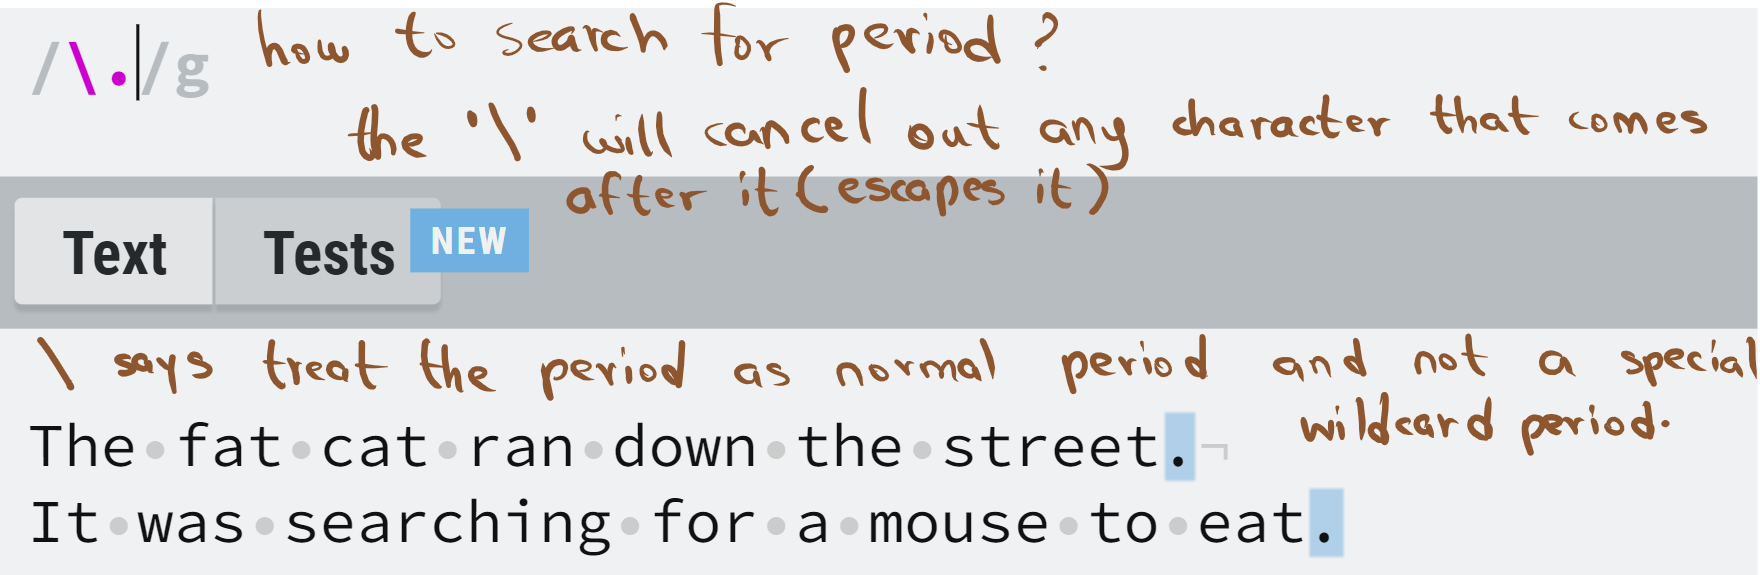 /\./g how to search for period?
the '\' will cancel out any character that comes
after it (escapes it)
Text Tests NEW
\ says treat the period as normal period and not a special
wildcard period.
The fat cat ran down the street.¬
It was searching for a mouse to eat.